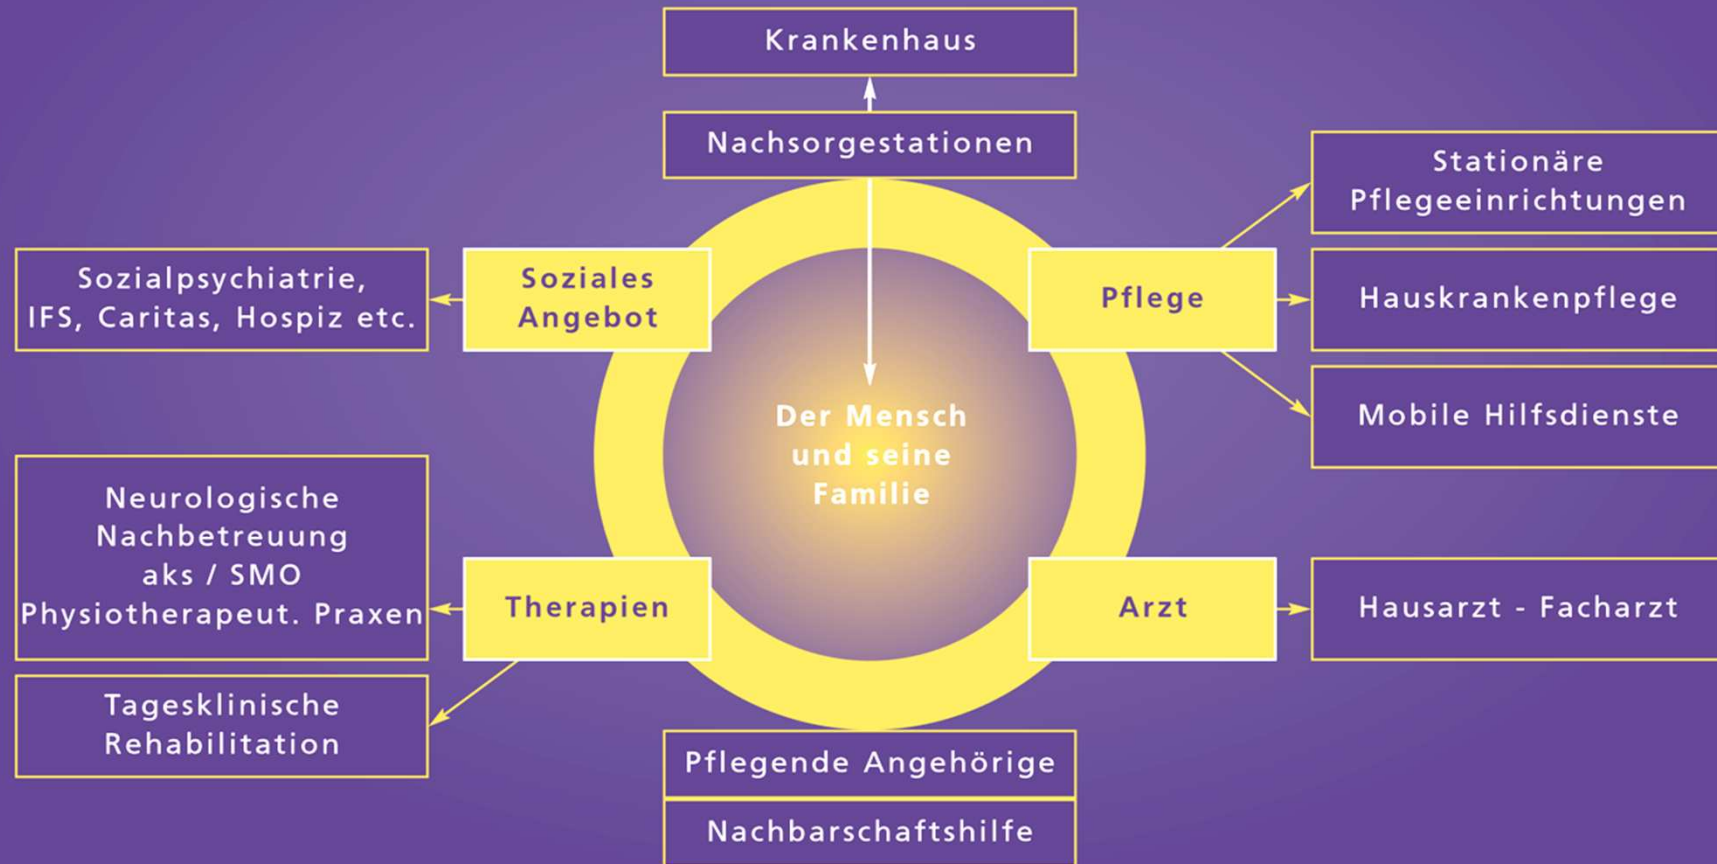 Krankenhaus
Nachsorgestationen
Stationäre
Pflegeeinrichtungen
Sozialpsychiatrie,
IFS, Caritas, Hospiz etc.
Soziales
Angebot
Pflege
Hauskrankenpflege
Mobile Hilfsdienste
Der Mensch
und seine
Familie
Neurologische
Nachbetreuung
aks / SMO
Physiotherapeut. Praxen
Therapien
Arzt
Hausarzt - Facharzt
Tagesklinische
Rehabilitation
Pflegende Angehörige
Nachbarschaftshilfe